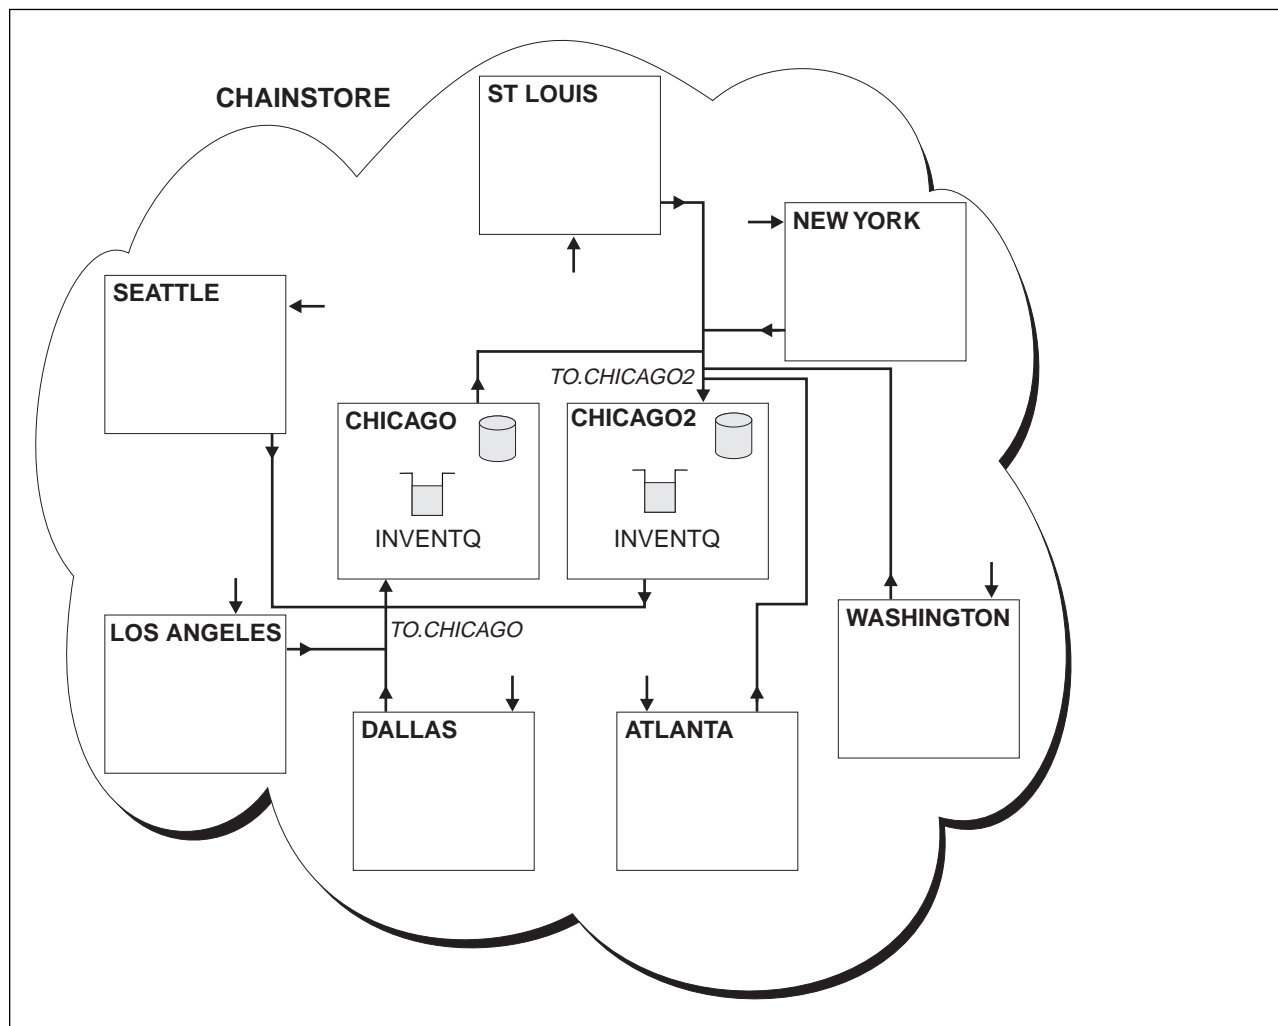 CHAINSTORE
ST LOUIS
NEW YORK
SEATTLE
TO.CHICAGO2
CHICAGO
CHICAGO2
INVENTQ
INVENTQ
LOS ANGELES
TO.CHICAGO
WASHINGTON
DALLAS
ATLANTA